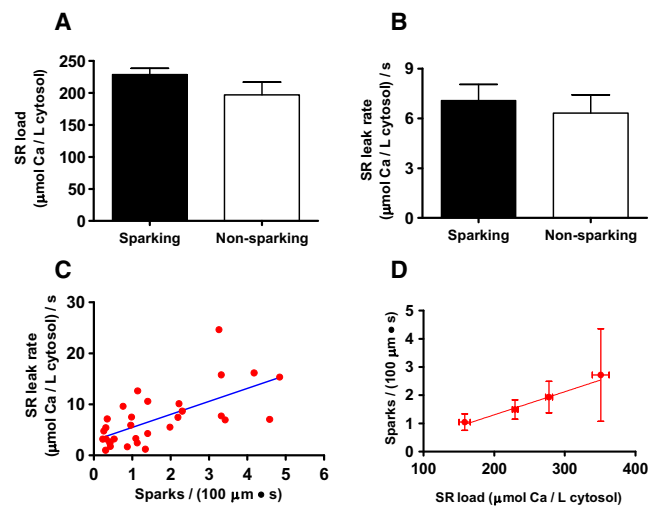 A
SR load
(μmol Ca / L cytosol)
250
200
150
100
50
0
Sparking
Non-sparking
B
SR leak rate
(μmol Ca / L cytosol) / s
9
6
3
0
Sparking
Non-sparking
C
SR leak rate
(μmol Ca / L cytosol) / s
30
20
10
0
0
1
2
3
4
5
6
Sparks / (100 μm • s)
D
Sparks / (100 μm • s)
5
4
3
2
1
0
100
200
300
400
SR load (μmol Ca / L cytosol)